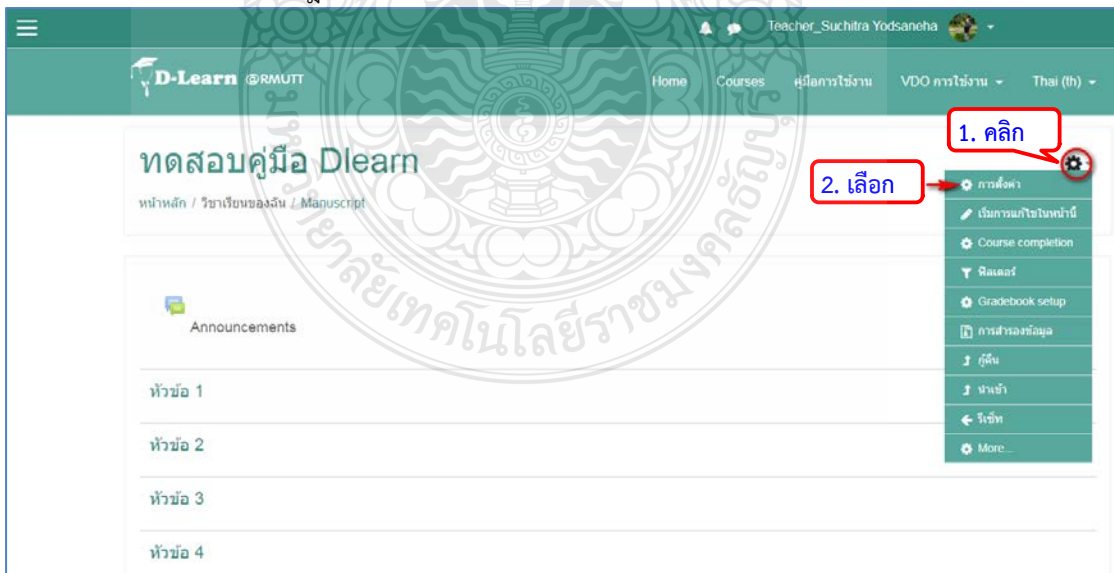 Teacher_Suchitra Yodsaneha
D-Learn @RMUTT
Home Courses คู่มือการใช้งาน VDO การใช้งาน Thai (th)
1. คลิก
ทดสอบคู่มือ Dlearn
2. เลือก
การตั้งค่า
หน้าหลัก / วิชาเรียนของฉัน / Manuscript
เริ่มการแก้ไขในหน้านี้
Course completion
ฟิลเตอร์
Gradebook setup
Announcements
การสำรองข้อมูล
กู้คืน
นำเข้า
รีเซ็ท
More...
หัวข้อ 1
หัวข้อ 2
หัวข้อ 3
หัวข้อ 4